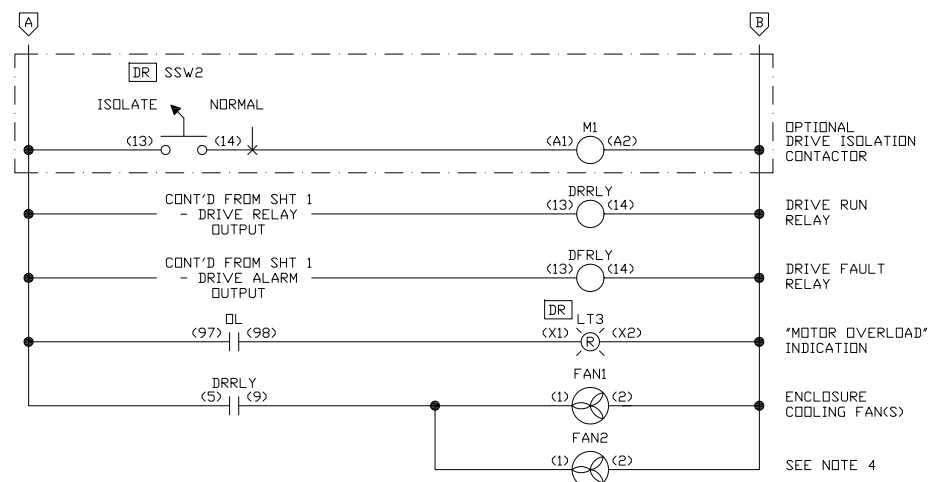 A B
DR SSW2
ISOLATE NORMAL
(13) (14) M1 (A1) (A2)
OPTIONAL
DRIVE ISOLATION
CONTACTOR
CONT'D FROM SHT 1
- DRIVE RELAY
OUTPUT
DRRLY
(13) (14)
DRIVE RUN
RELAY
CONT'D FROM SHT 1
- DRIVE ALARM
OUTPUT
DFRLY
(13) (14)
DRIVE FAULT
RELAY
OL
(97) (98)
DR
LT3
(X1) R (X2)
"MOTOR OVERLOAD"
INDICATION
DRRLY
(5) (9)
FAN1
(1) (2)
ENCLOSURE
COOLING FAN(S)
FAN2
(1) (2)
SEE NOTE 4